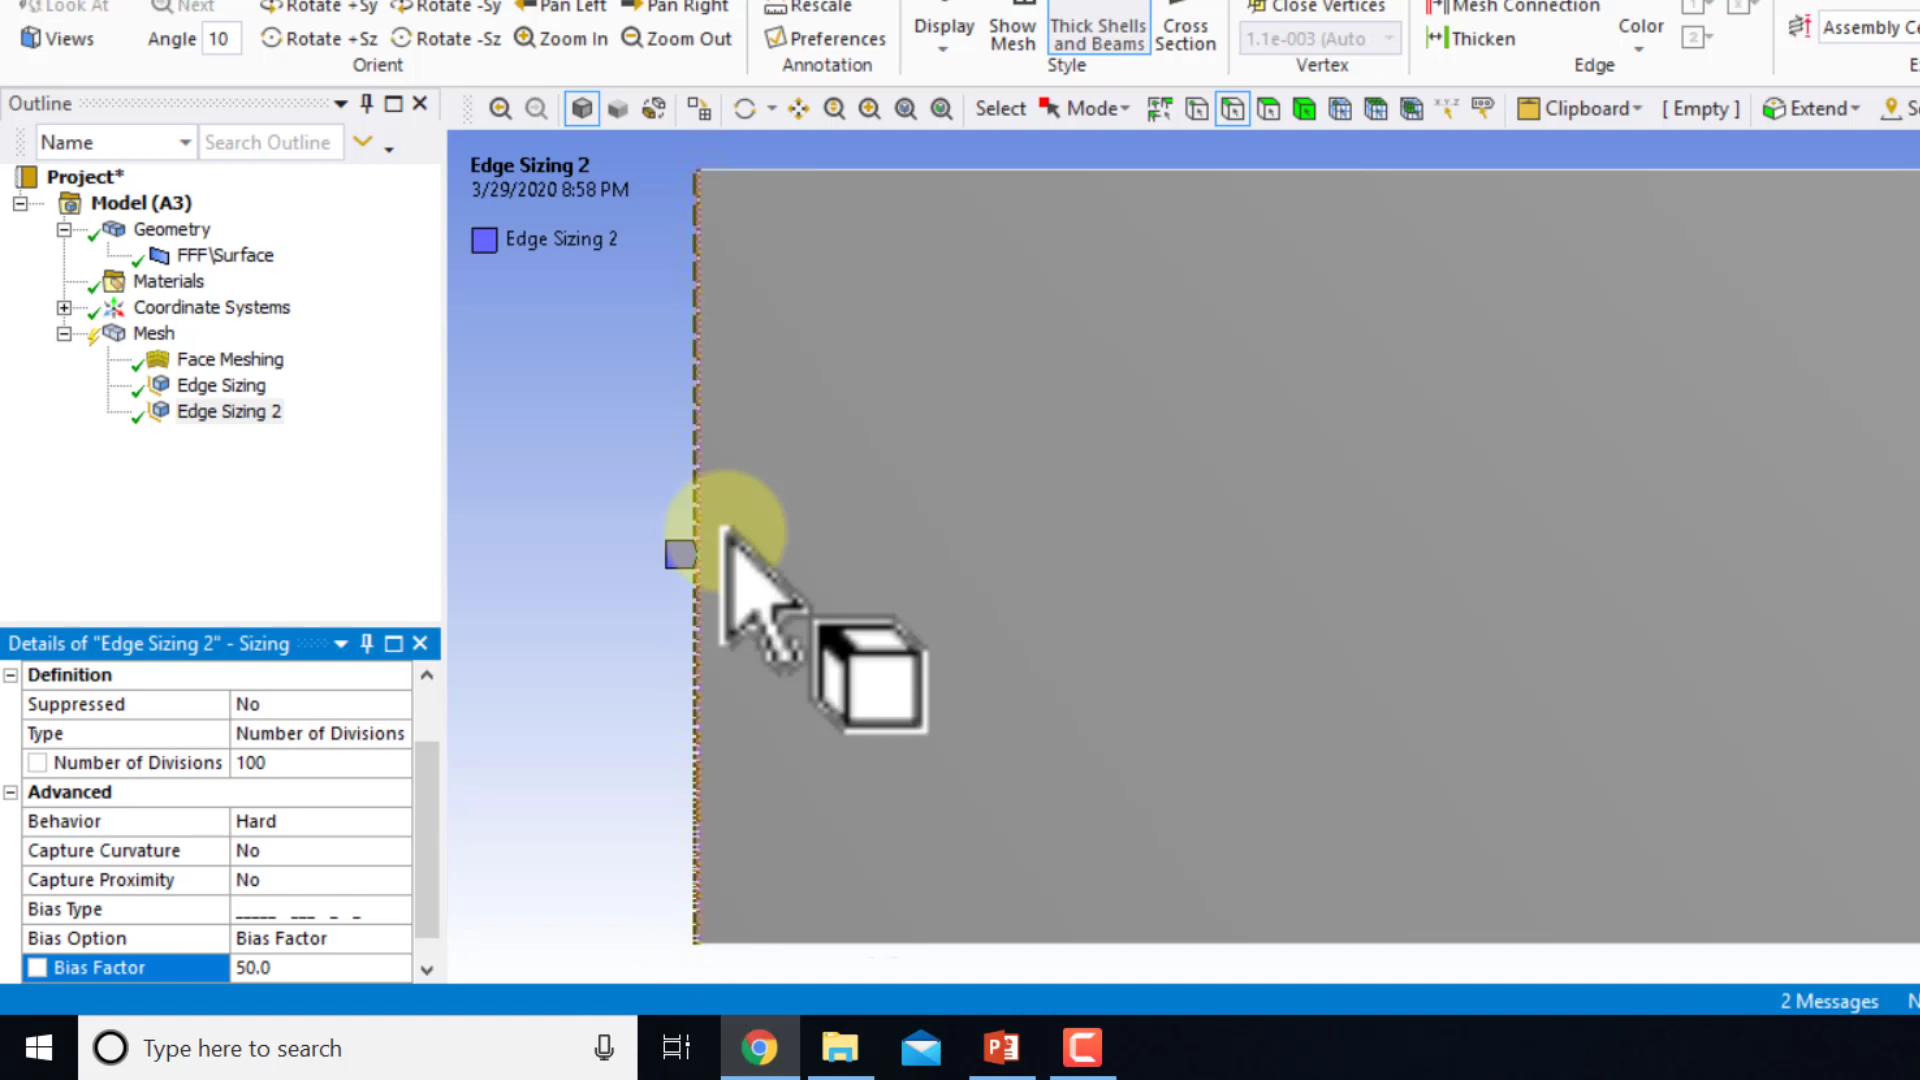 Look At Next Rotate +Sy Rotate -Sy Pan Left Pan Right Rescale Close Vertices Mesh Connection
Views Angle 10 Rotate +Sz Rotate -Sz Zoom In Zoom Out Preferences Display Show Mesh Thick Shells and Beams Cross Section 1.1e-003 (Auto Thicken Color Assembly
Orient Annotation Style Vertex Edge
Outline
Select Mode Clipboard [ Empty ] Extend
Name Search Outline
Project*
Model (A3)
Geometry
FFF\Surface
Materials
Coordinate Systems
Mesh
Face Meshing
Edge Sizing
Edge Sizing 2
Edge Sizing 2
3/29/2020 8:58 PM
Edge Sizing 2
Details of "Edge Sizing 2" - Sizing
Definition
Suppressed No
Type Number of Divisions
Number of Divisions 100
Advanced
Behavior Hard
Capture Curvature No
Capture Proximity No
Bias Type _____ ___ _ _
Bias Option Bias Factor
Bias Factor 50.0
2 Messages
Type here to search